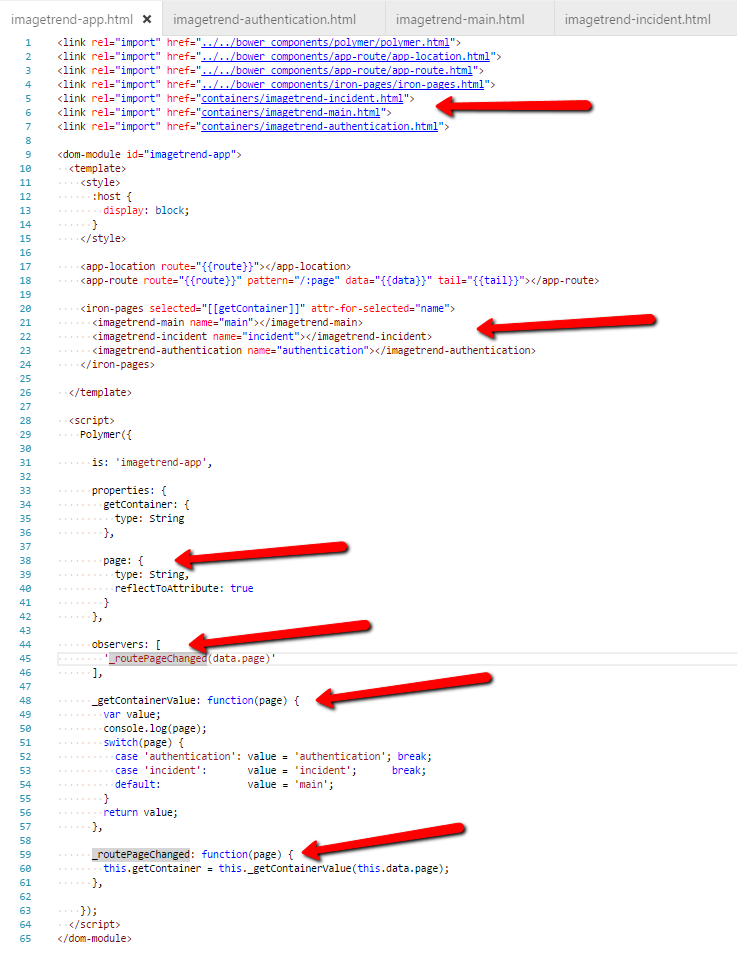 imagetrend-app.html × imagetrend-authentication.html imagetrend-main.html imagetrend-incident.html
1 <link rel="import" href="../../bower_components/polymer/polymer.html">
2 <link rel="import" href="../../bower_components/app-route/app-location.html">
3 <link rel="import" href="../../bower_components/app-route/app-route.html">
4 <link rel="import" href="../../bower_components/iron-pages/iron-pages.html">
5 <link rel="import" href="containers/imagetrend-incident.html">
6 <link rel="import" href="containers/imagetrend-main.html">
7 <link rel="import" href="containers/imagetrend-authentication.html">
8
9 <dom-module id="imagetrend-app">
10 <template>
11 <style>
12 :host {
13 display: block;
14 }
15 </style>
16
17 <app-location route="{{route}}"></app-location>
18 <app-route route="{{route}}" pattern="/:page" data="{{data}}" tail="{{tail}}"></app-route>
19
20 <iron-pages selected="[[getContainer]]" attr-for-selected="name">
21 <imagetrend-main name="main"></imagetrend-main>
22 <imagetrend-incident name="incident"></imagetrend-incident>
23 <imagetrend-authentication name="authentication"></imagetrend-authentication>
24 </iron-pages>
25
26 </template>
27
28 <script>
29 Polymer({
30
31 is: 'imagetrend-app',
32
33 properties: {
34 getContainer: {
35 type: String
36 },
37
38 page: {
39 type: String,
40 reflectToAttribute: true
41 }
42 },
43
44 observers: [
45 '_routePageChanged(data.page)'
46 ],
47
48 _getContainerValue: function(page) {
49 var value;
50 console.log(page);
51 switch(page) {
52 case 'authentication': value = 'authentication'; break;
53 case 'incident': value = 'incident'; break;
54 default: value = 'main';
55 }
56 return value;
57 },
58
59 _routePageChanged: function(page) {
60 this.getContainer = this._getContainerValue(this.data.page);
61 },
62
63 });
64 </script>
65 </dom-module>